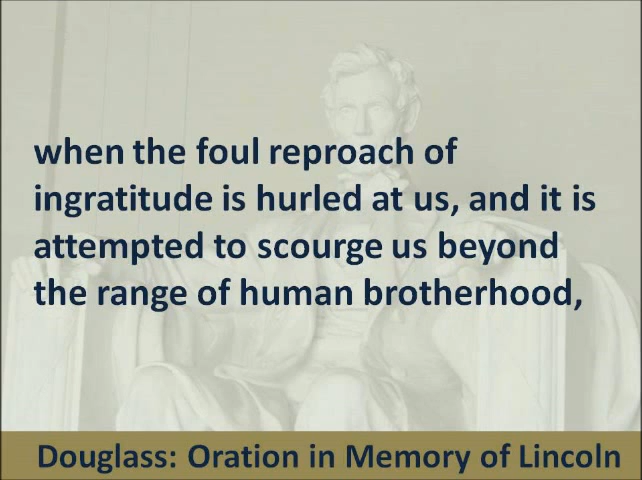 when the foul reproach of
ingratitude is hurled at us, and it is
attempted to scourge us beyond
the range of human brotherhood,
Douglass: Oration in Memory of Lincoln